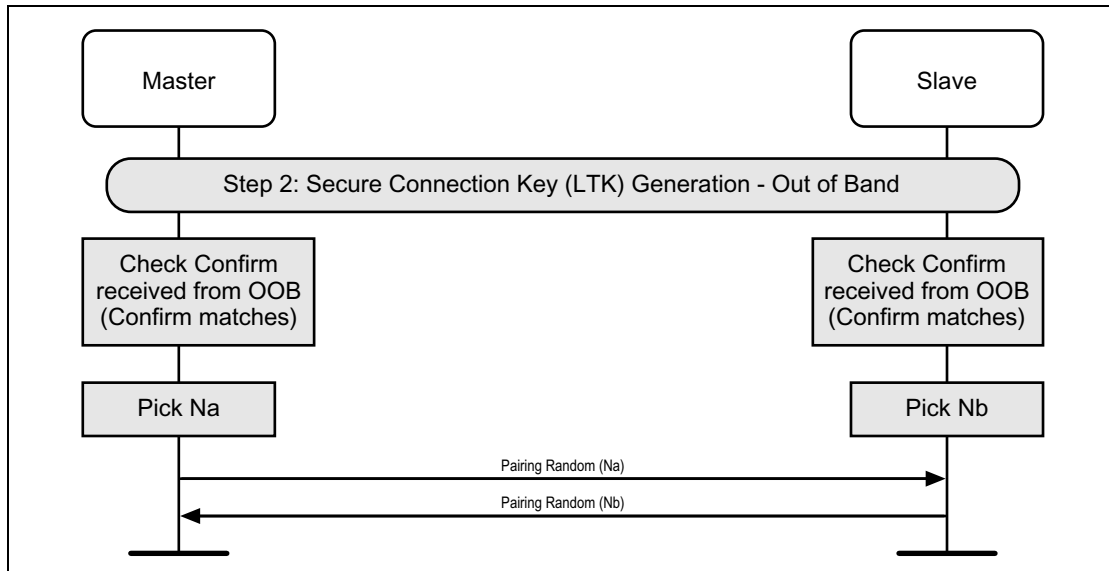 Master
Slave
Step 2: Secure Connection Key (LTK) Generation - Out of Band
Check Confirm
received from OOB
(Confirm matches)
Check Confirm
received from OOB
(Confirm matches)
Pick Na
Pick Nb
Pairing Random (Na)
Pairing Random (Nb)